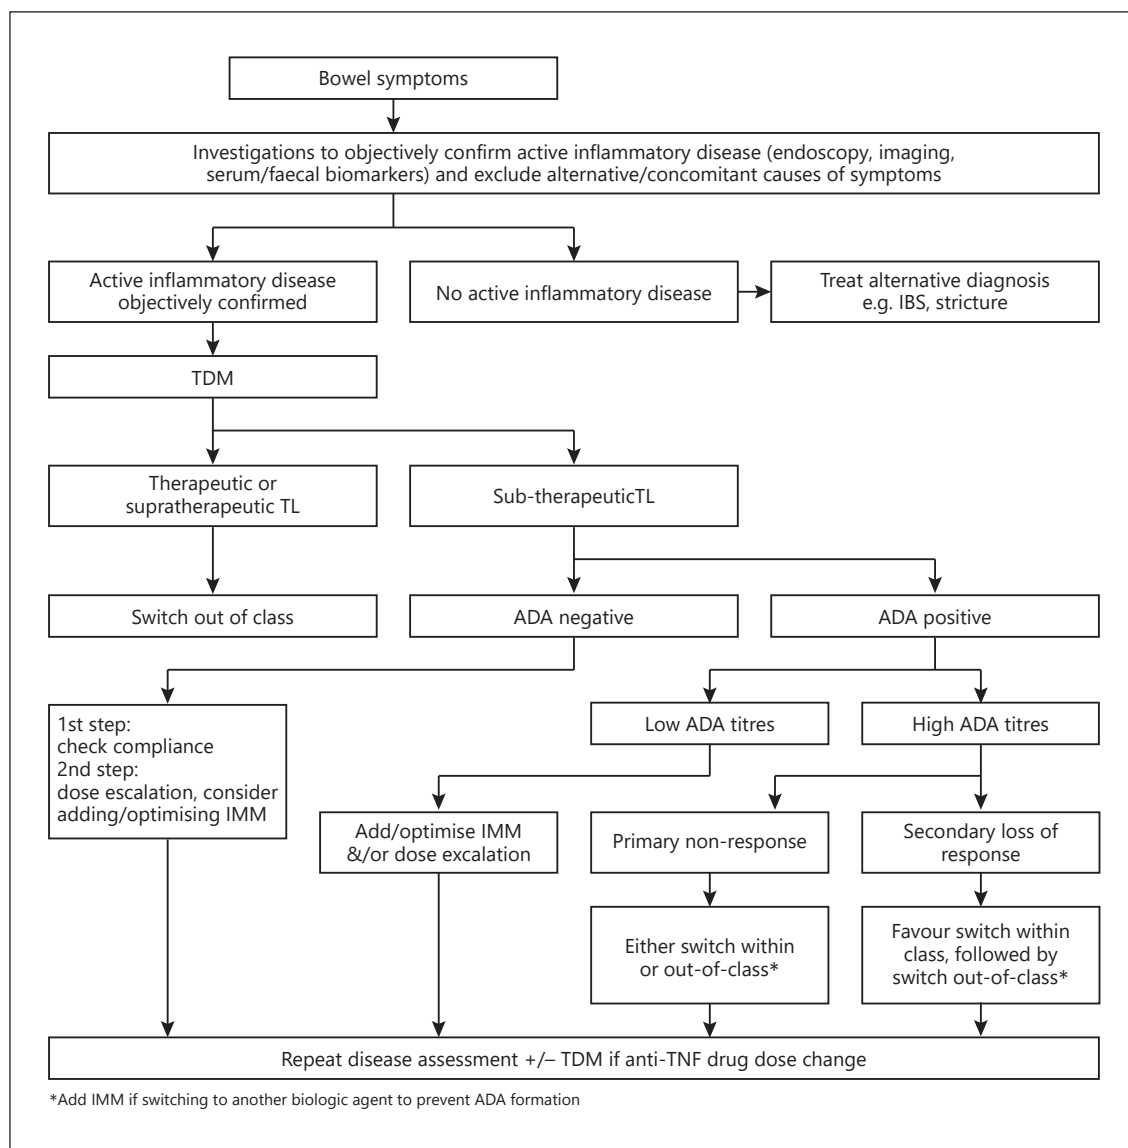 Bowel symptoms
Investigations to objectively confirm active inflammatory disease (endoscopy, imaging,
serum/faecal biomarkers) and exclude alternative/concomitant causes of symptoms
Active inflammatory disease
objectively confirmed
No active inflammatory disease
Treat alternative diagnosis
e.g. IBS, stricture
TDM
Therapeutic or
supratherapeutic TL
Sub-therapeuticTL
Switch out of class
ADA negative
ADA positive
1st step:
check compliance
2nd step:
dose escalation, consider
adding/optimising IMM
Low ADA titres
High ADA titres
Add/optimise IMM
&/or dose excalation
Primary non-response
Secondary loss of
response
Either switch within
or out-of-class*
Favour switch within
class, followed by
switch out-of-class*
Repeat disease assessment +/– TDM if anti-TNF drug dose change
*Add IMM if switching to another biologic agent to prevent ADA formation